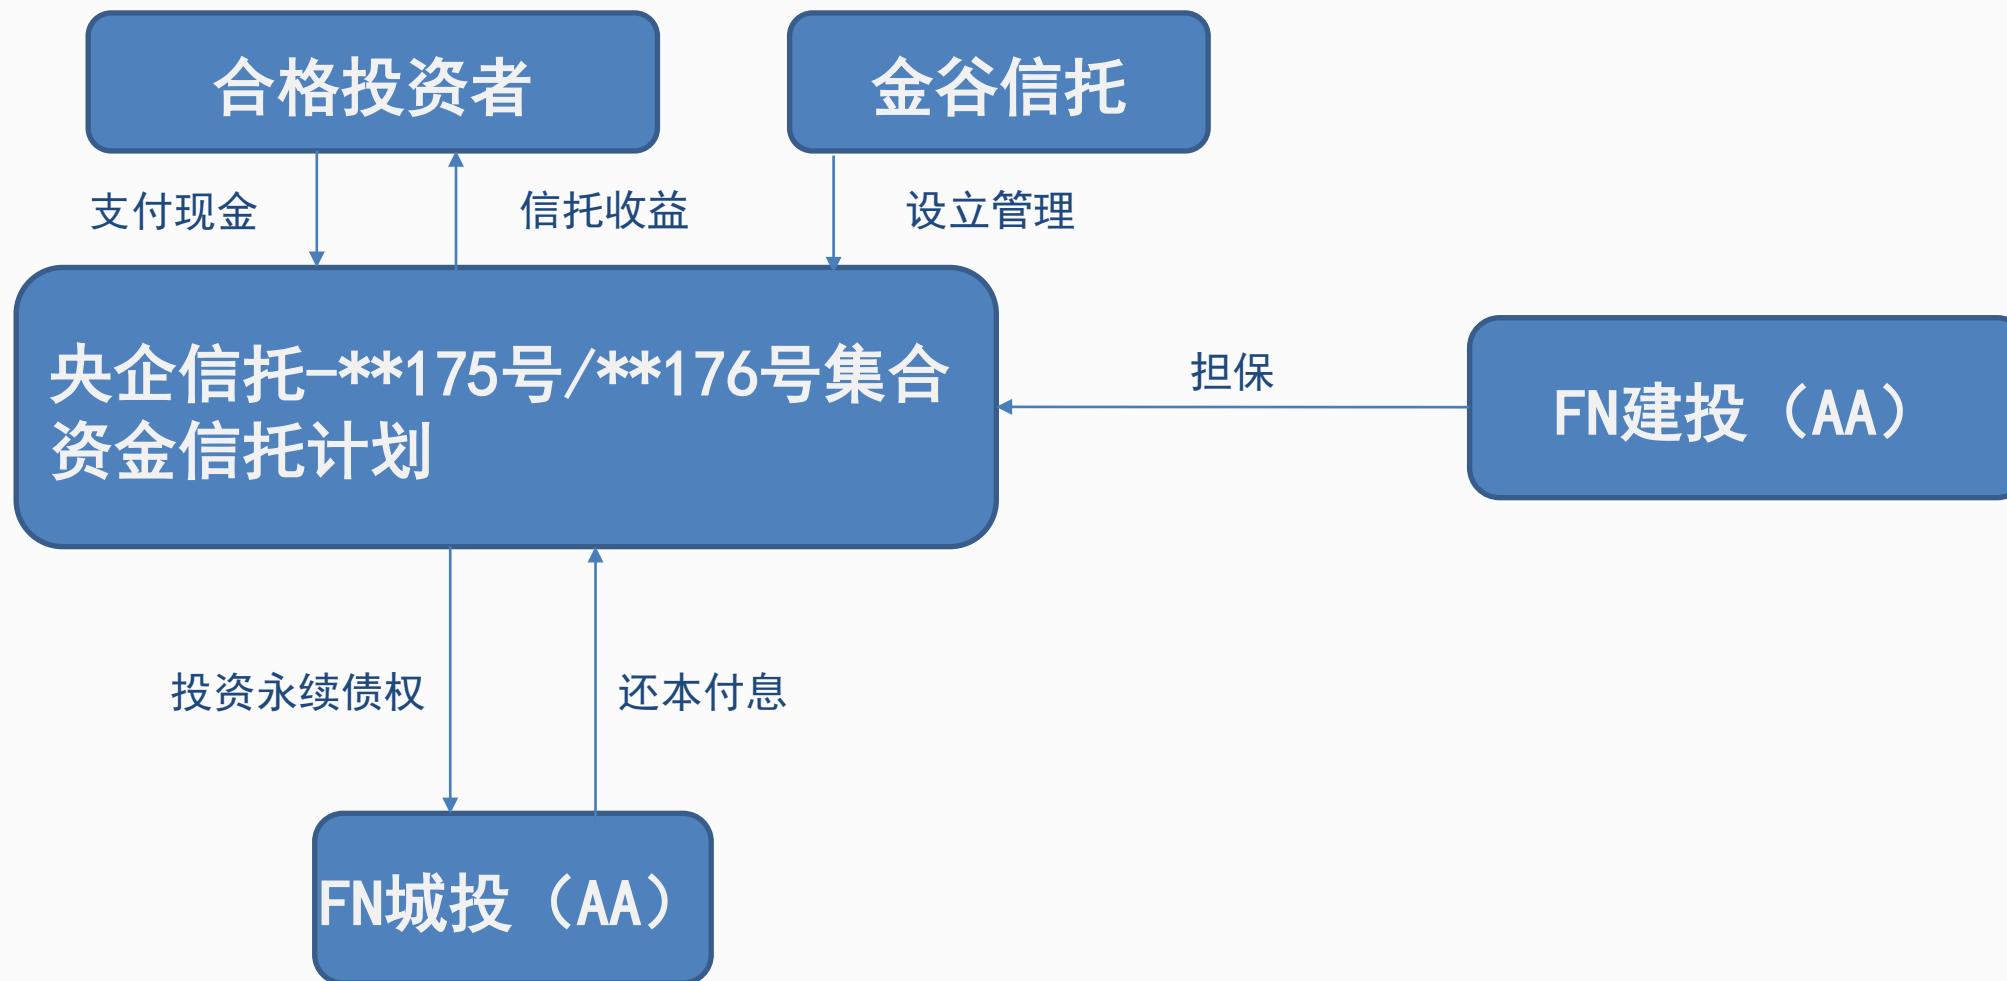 合格投资者
金谷信托
支付现金
信托收益
设立管理
央企信托-**175号/**176号集合
资金信托计划
担保
FN建投（AA）
投资永续债权
还本付息
FN城投（AA）